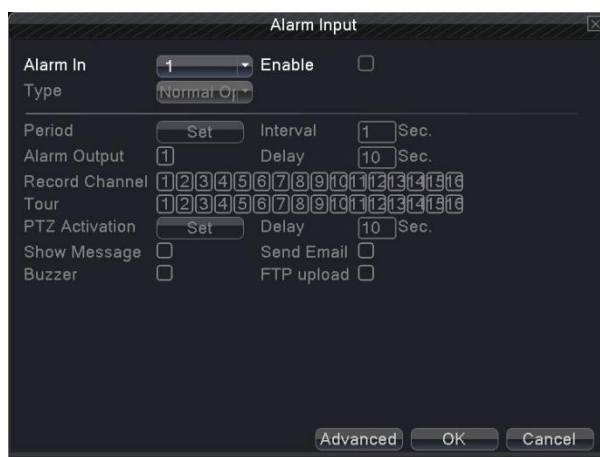 Alarm Input
Alarm In 1 Enable
Type Normal Op
Period Set Interval 1 Sec.
Alarm Output 1 Delay 10 Sec.
Record Channel 1 2 3 4 5 6 7 8 9 10 11 12 13 14 15 16
Tour 1 2 3 4 5 6 7 8 9 10 11 12 13 14 15 16
PTZ Activation Set Delay 10 Sec.
Show Message Send Email
Buzzer FTP upload
Advanced OK Cancel